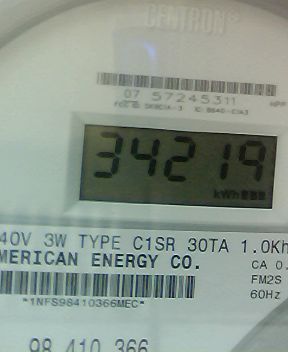 CENTRON®
07 57245311
34219
kWh
40V 3W TYPE C1SR 30TA 1.0Kh
MERICAN ENERGY CO.
CA 0.
FM2S
60Hz
*1NFS98410366MEC*
98 410 366